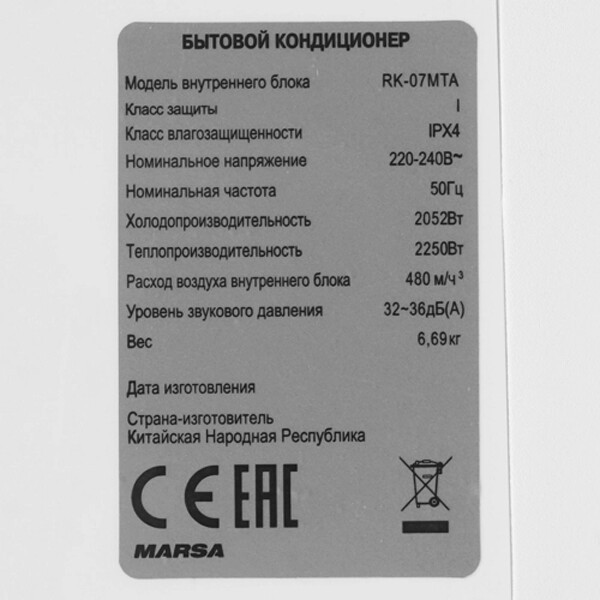 БЫТОВОЙ КОНДИЦИОНЕР
Модель внутреннего блока RK-07MTA
Класс защиты I
Класс влагозащищенности IPX4
Номинальное напряжение 220-240В~
Номинальная частота 50Гц
Холодопроизводительность 2052Вт
Теплопроизводительность 2250Вт
Расход воздуха внутреннего блока 480 м/ч³
Уровень звукового давления 32~36дБ(А)
Вес 6,69кг
Дата изготовления
Страна-изготовитель
Китайская Народная Республика
CE EAC
MARSA